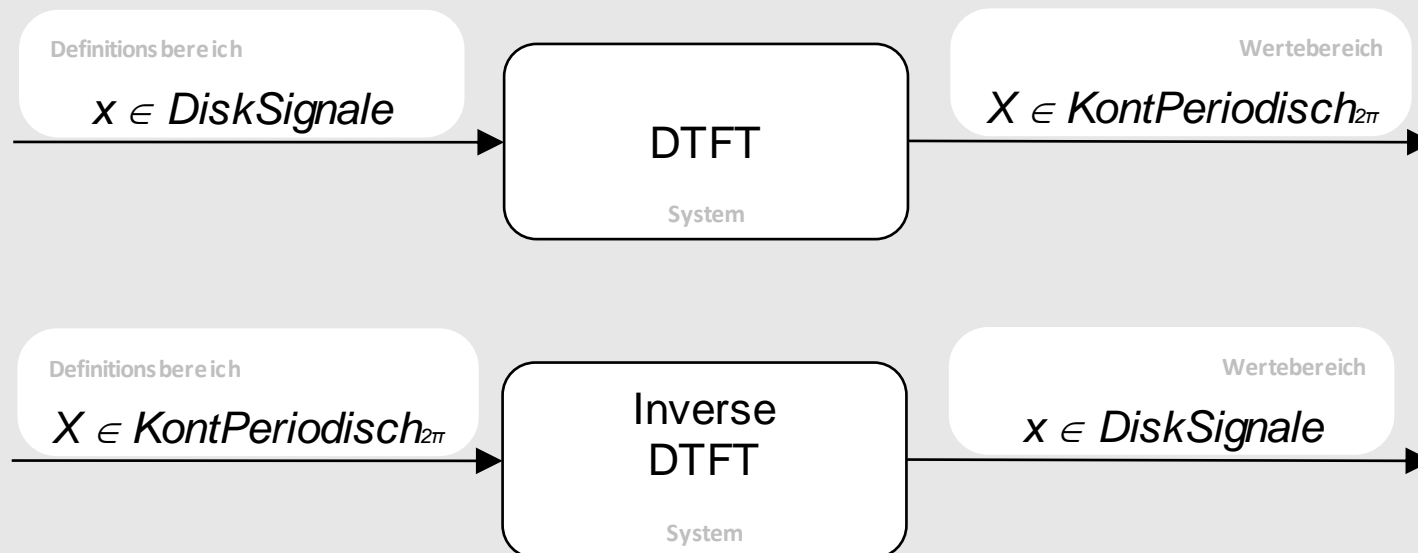 Definitionsbereich
x ∈ DiskSignale
DTFT
System
Wertebereich
X ∈ KontPeriodisch2π
Definitionsbereich
X ∈ KontPeriodisch2π
Inverse
DTFT
System
Wertebereich
x ∈ DiskSignale